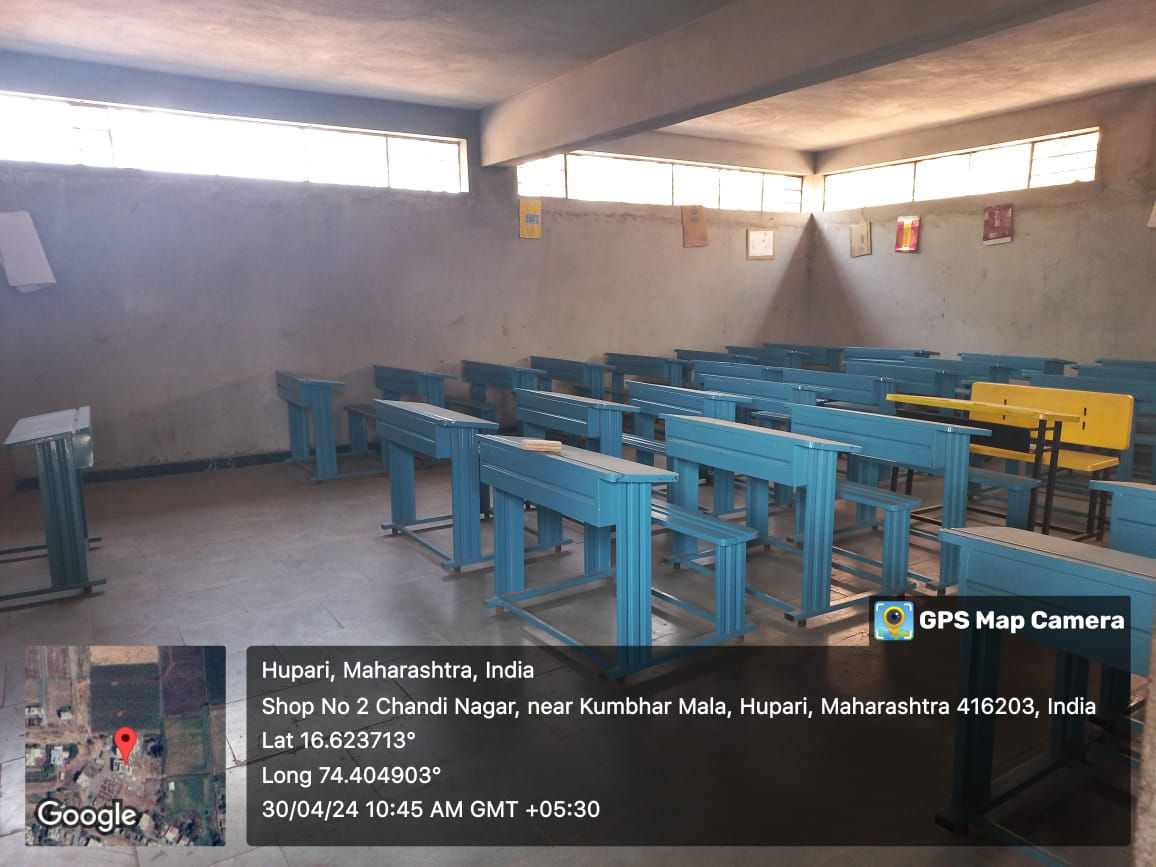 GPS Map Camera
Hupari, Maharashtra, India
Shop No 2 Chandi Nagar, near Kumbhar Mala, Hupari, Maharashtra 416203, India
Lat 16.623713°
Long 74.404903°
30/04/24 10:45 AM GMT +05:30
Google